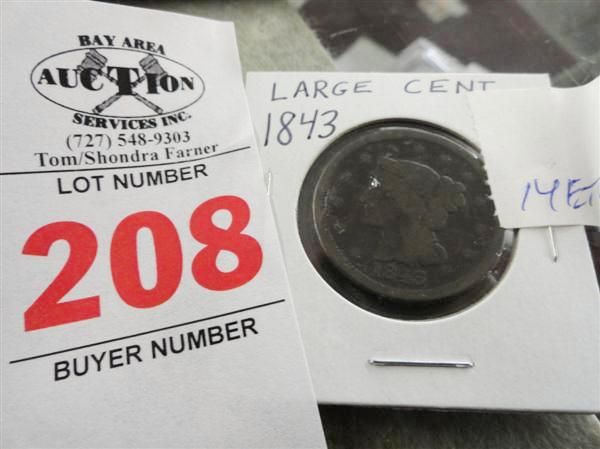 BAY AREA
AUCTION
SERVICES INC.
(727) 548-9303
Tom/Shondra Farner
LOT NUMBER
208
BUYER NUMBER
LARGE CENT
1843
1843